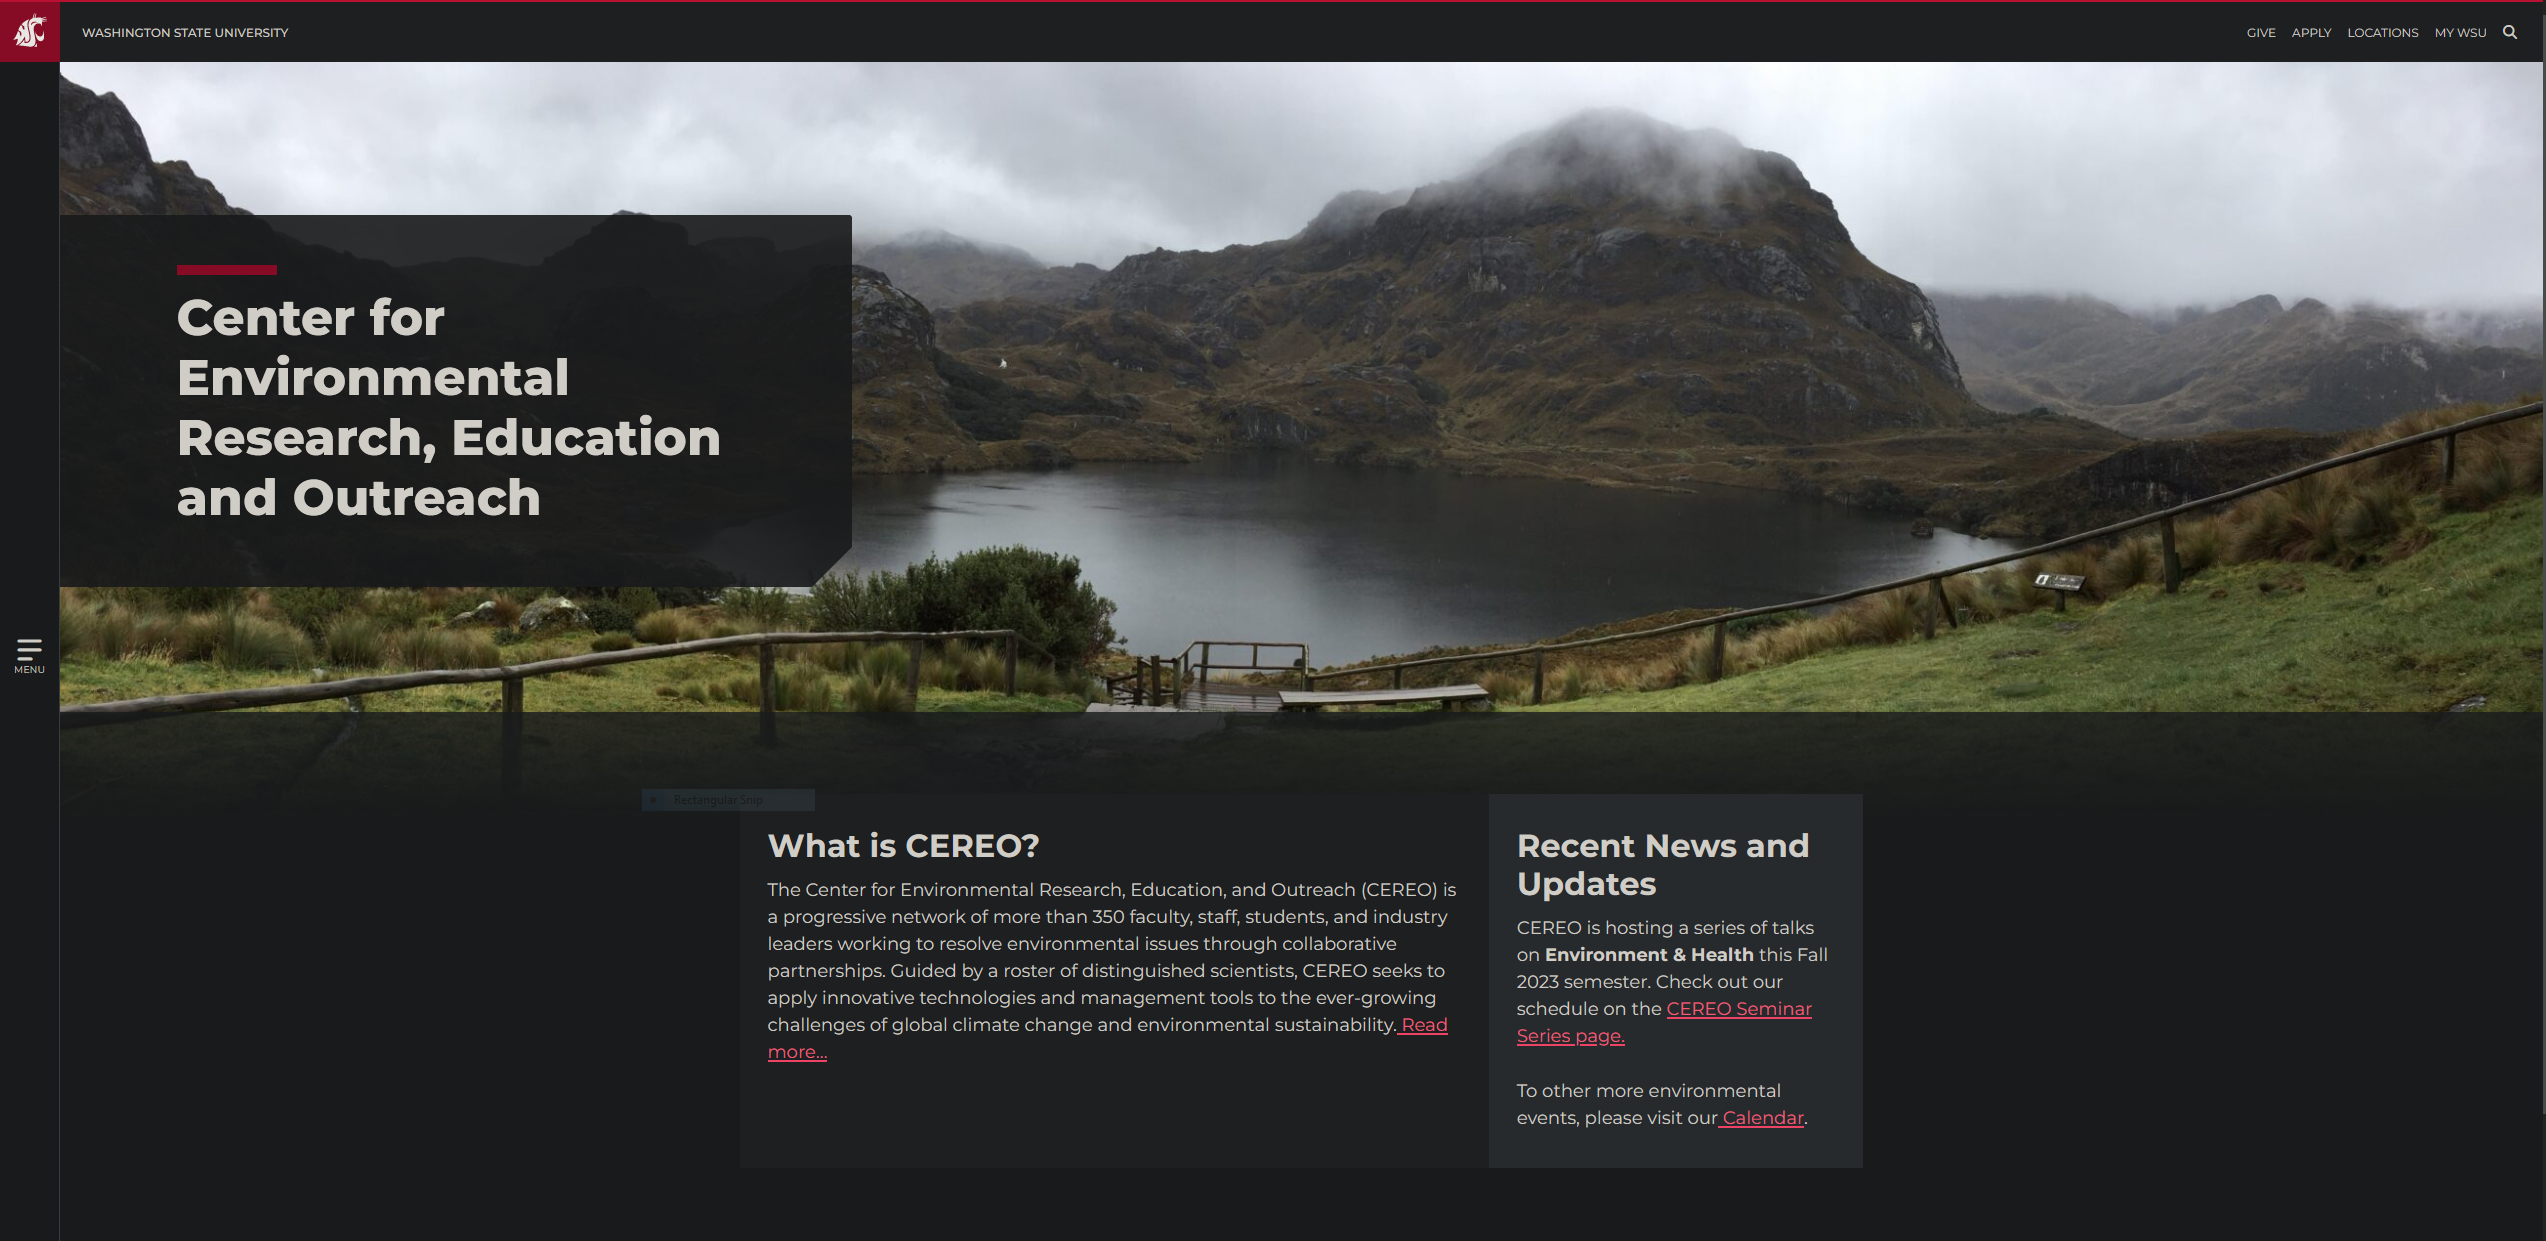 WASHINGTON STATE UNIVERSITY
GIVE APPLY LOCATIONS MY WSU
Center for
Environmental
Research, Education
and Outreach
MENU
Rectangular Snip
What is CEREO?
The Center for Environmental Research, Education, and Outreach (CEREO) is
a progressive network of more than 350 faculty, staff, students, and industry
leaders working to resolve environmental issues through collaborative
partnerships. Guided by a roster of distinguished scientists, CEREO seeks to
apply innovative technologies and management tools to the ever-growing
challenges of global climate change and environmental sustainability. Read
more...
Recent News and
Updates
CEREO is hosting a series of talks
on Environment & Health this Fall
2023 semester. Check out our
schedule on the CEREO Seminar
Series page.
To other more environmental
events, please visit our Calendar.